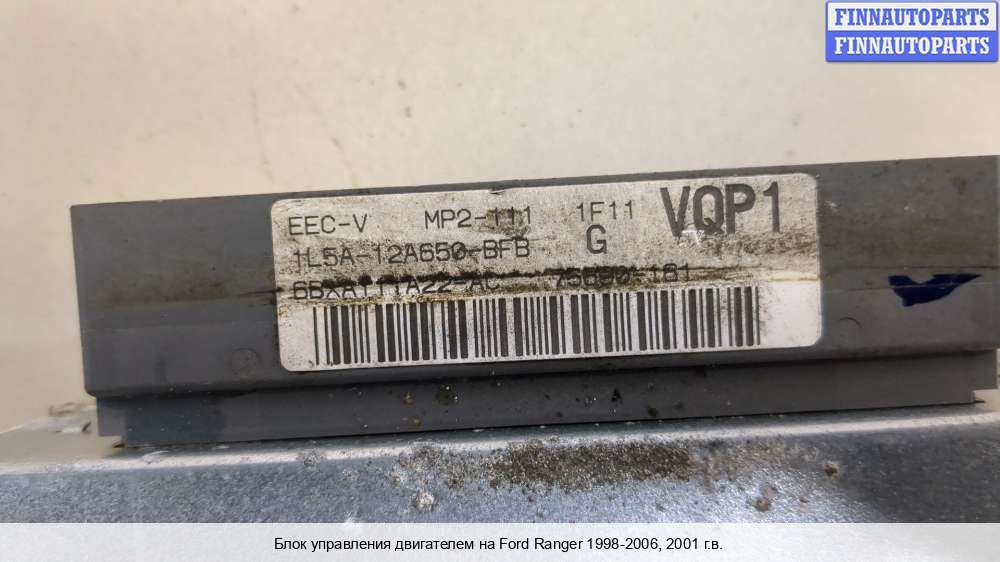 FINNAUTOPARTS
FINNAUTOPARTS
EEC-V MP2-111 1F11 VQP1
1L5A-12A650-BFB G
Блок управления двигателем на Ford Ranger 1998-2006, 2001 г.в.